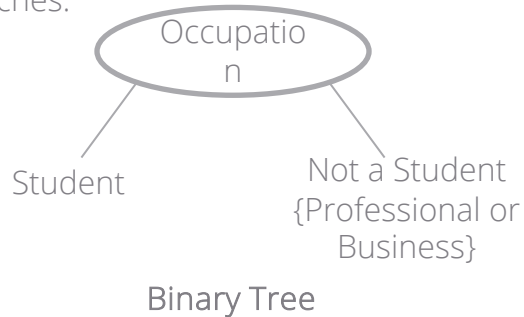 ches.
Occupatio
n
Student
Not a Student
{Professional or
Business}
Binary Tree